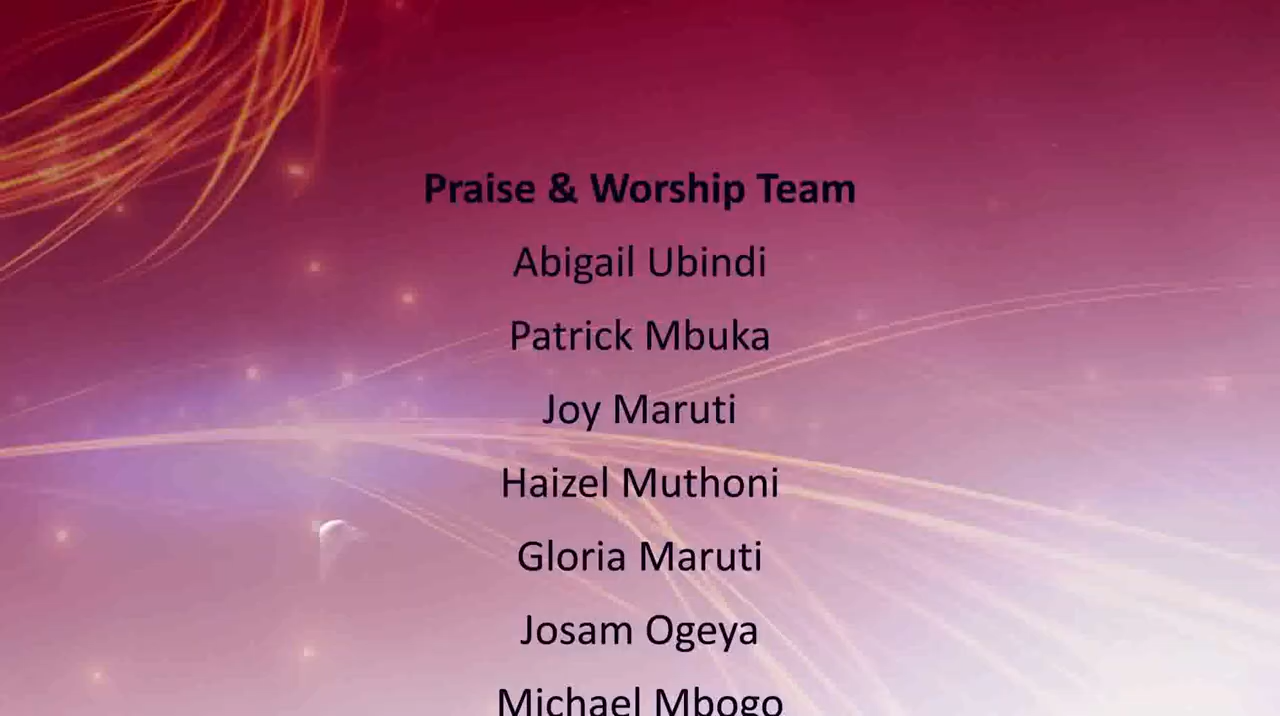 Praise & Worship Team
Abigail Ubindi
Patrick Mbuka
Joy Maruti
Haizel Muthoni
Gloria Maruti
Josam Ogeya
Michael Mbogo